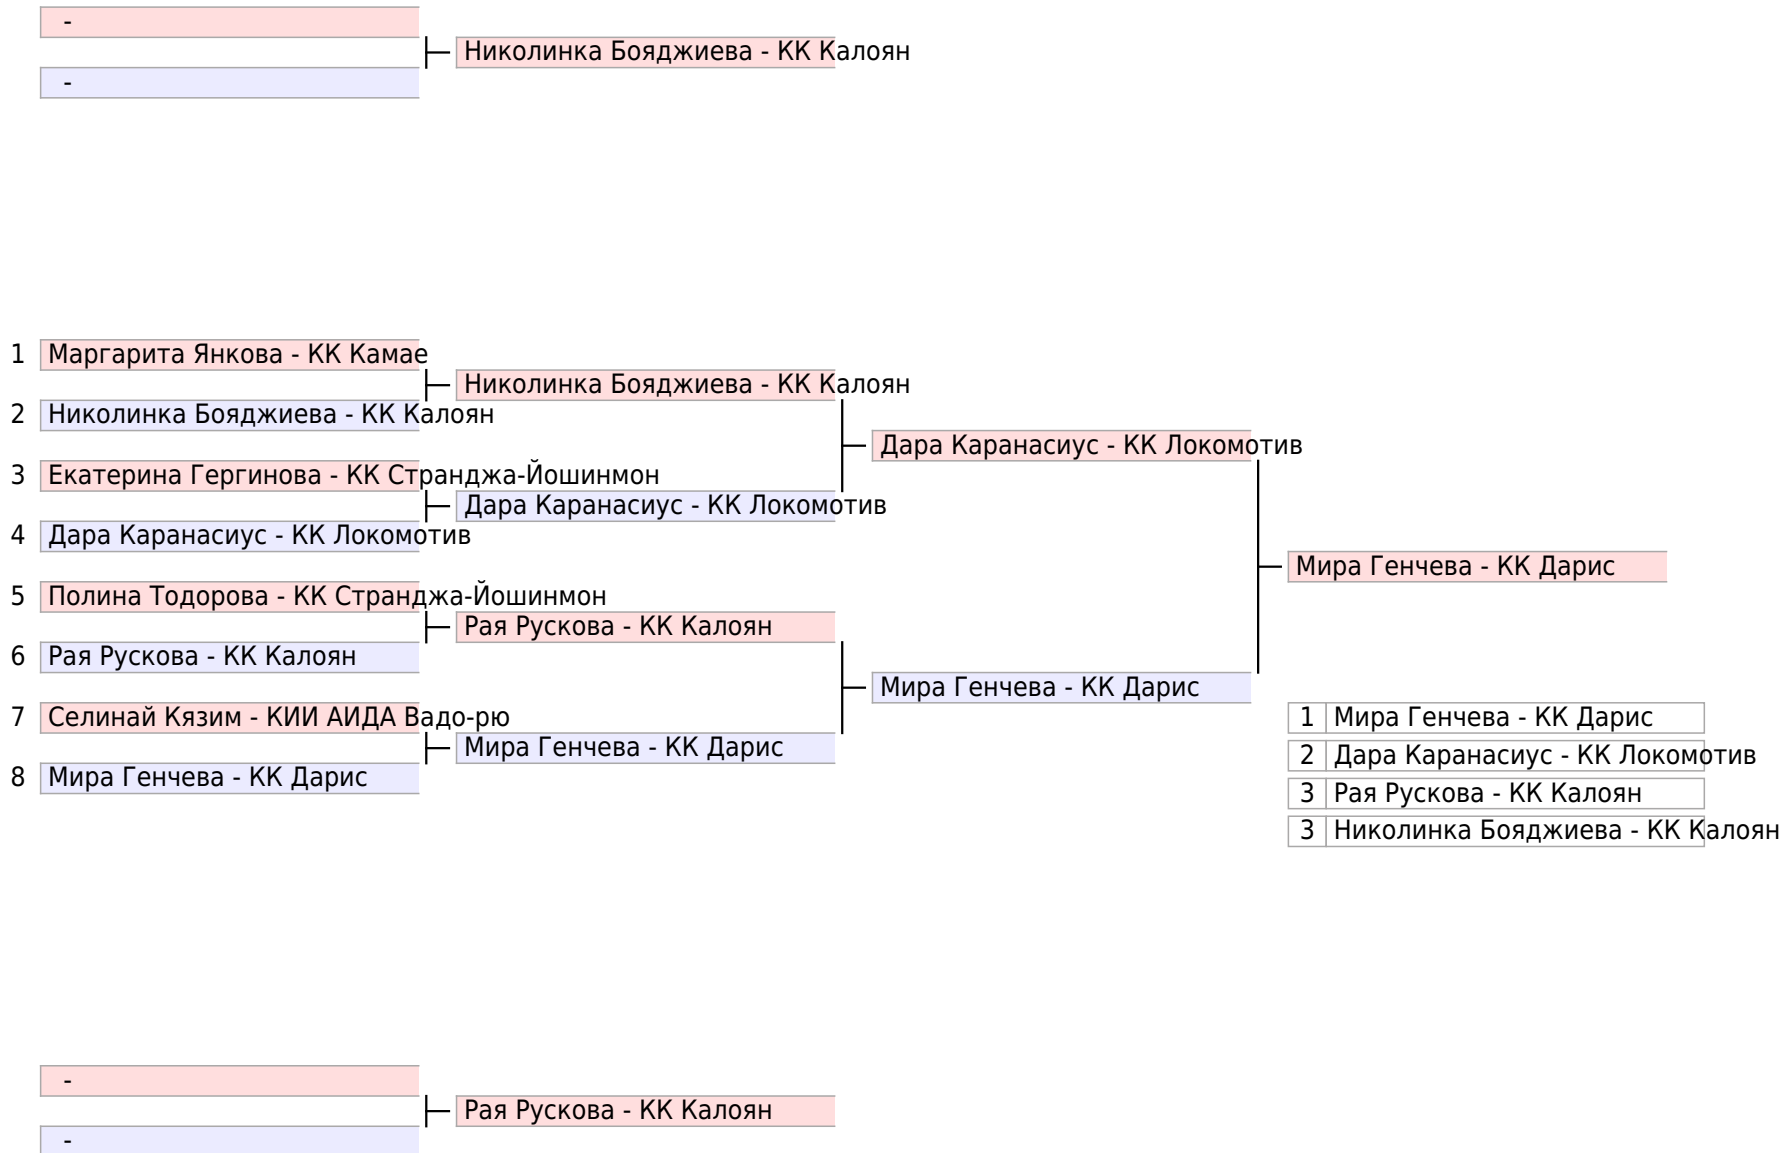 -
Николинка Бояджиева - КК Калоян
-
1 Маргарита Янкова - КК Камае
Николинка Бояджиева - КК Калоян
2 Николинка Бояджиева - КК Калоян
Дара Каранасиус - КК Локомотив
3 Екатерина Гергинова - КК Странджа-Йошинмон
Дара Каранасиус - КК Локомотив
4 Дара Каранасиус - КК Локомотив
Мира Генчева - КК Дарис
5 Полина Тодорова - КК Странджа-Йошинмон
Рая Рускова - КК Калоян
6 Рая Рускова - КК Калоян
Мира Генчева - КК Дарис
7 Селинай Кязим - КИИ АИДА Вадо-рю
Мира Генчева - КК Дарис
8 Мира Генчева - КК Дарис
1 Мира Генчева - КК Дарис
2 Дара Каранасиус - КК Локомотив
3 Рая Рускова - КК Калоян
3 Николинка Бояджиева - КК Калоян
-
Рая Рускова - КК Калоян
-